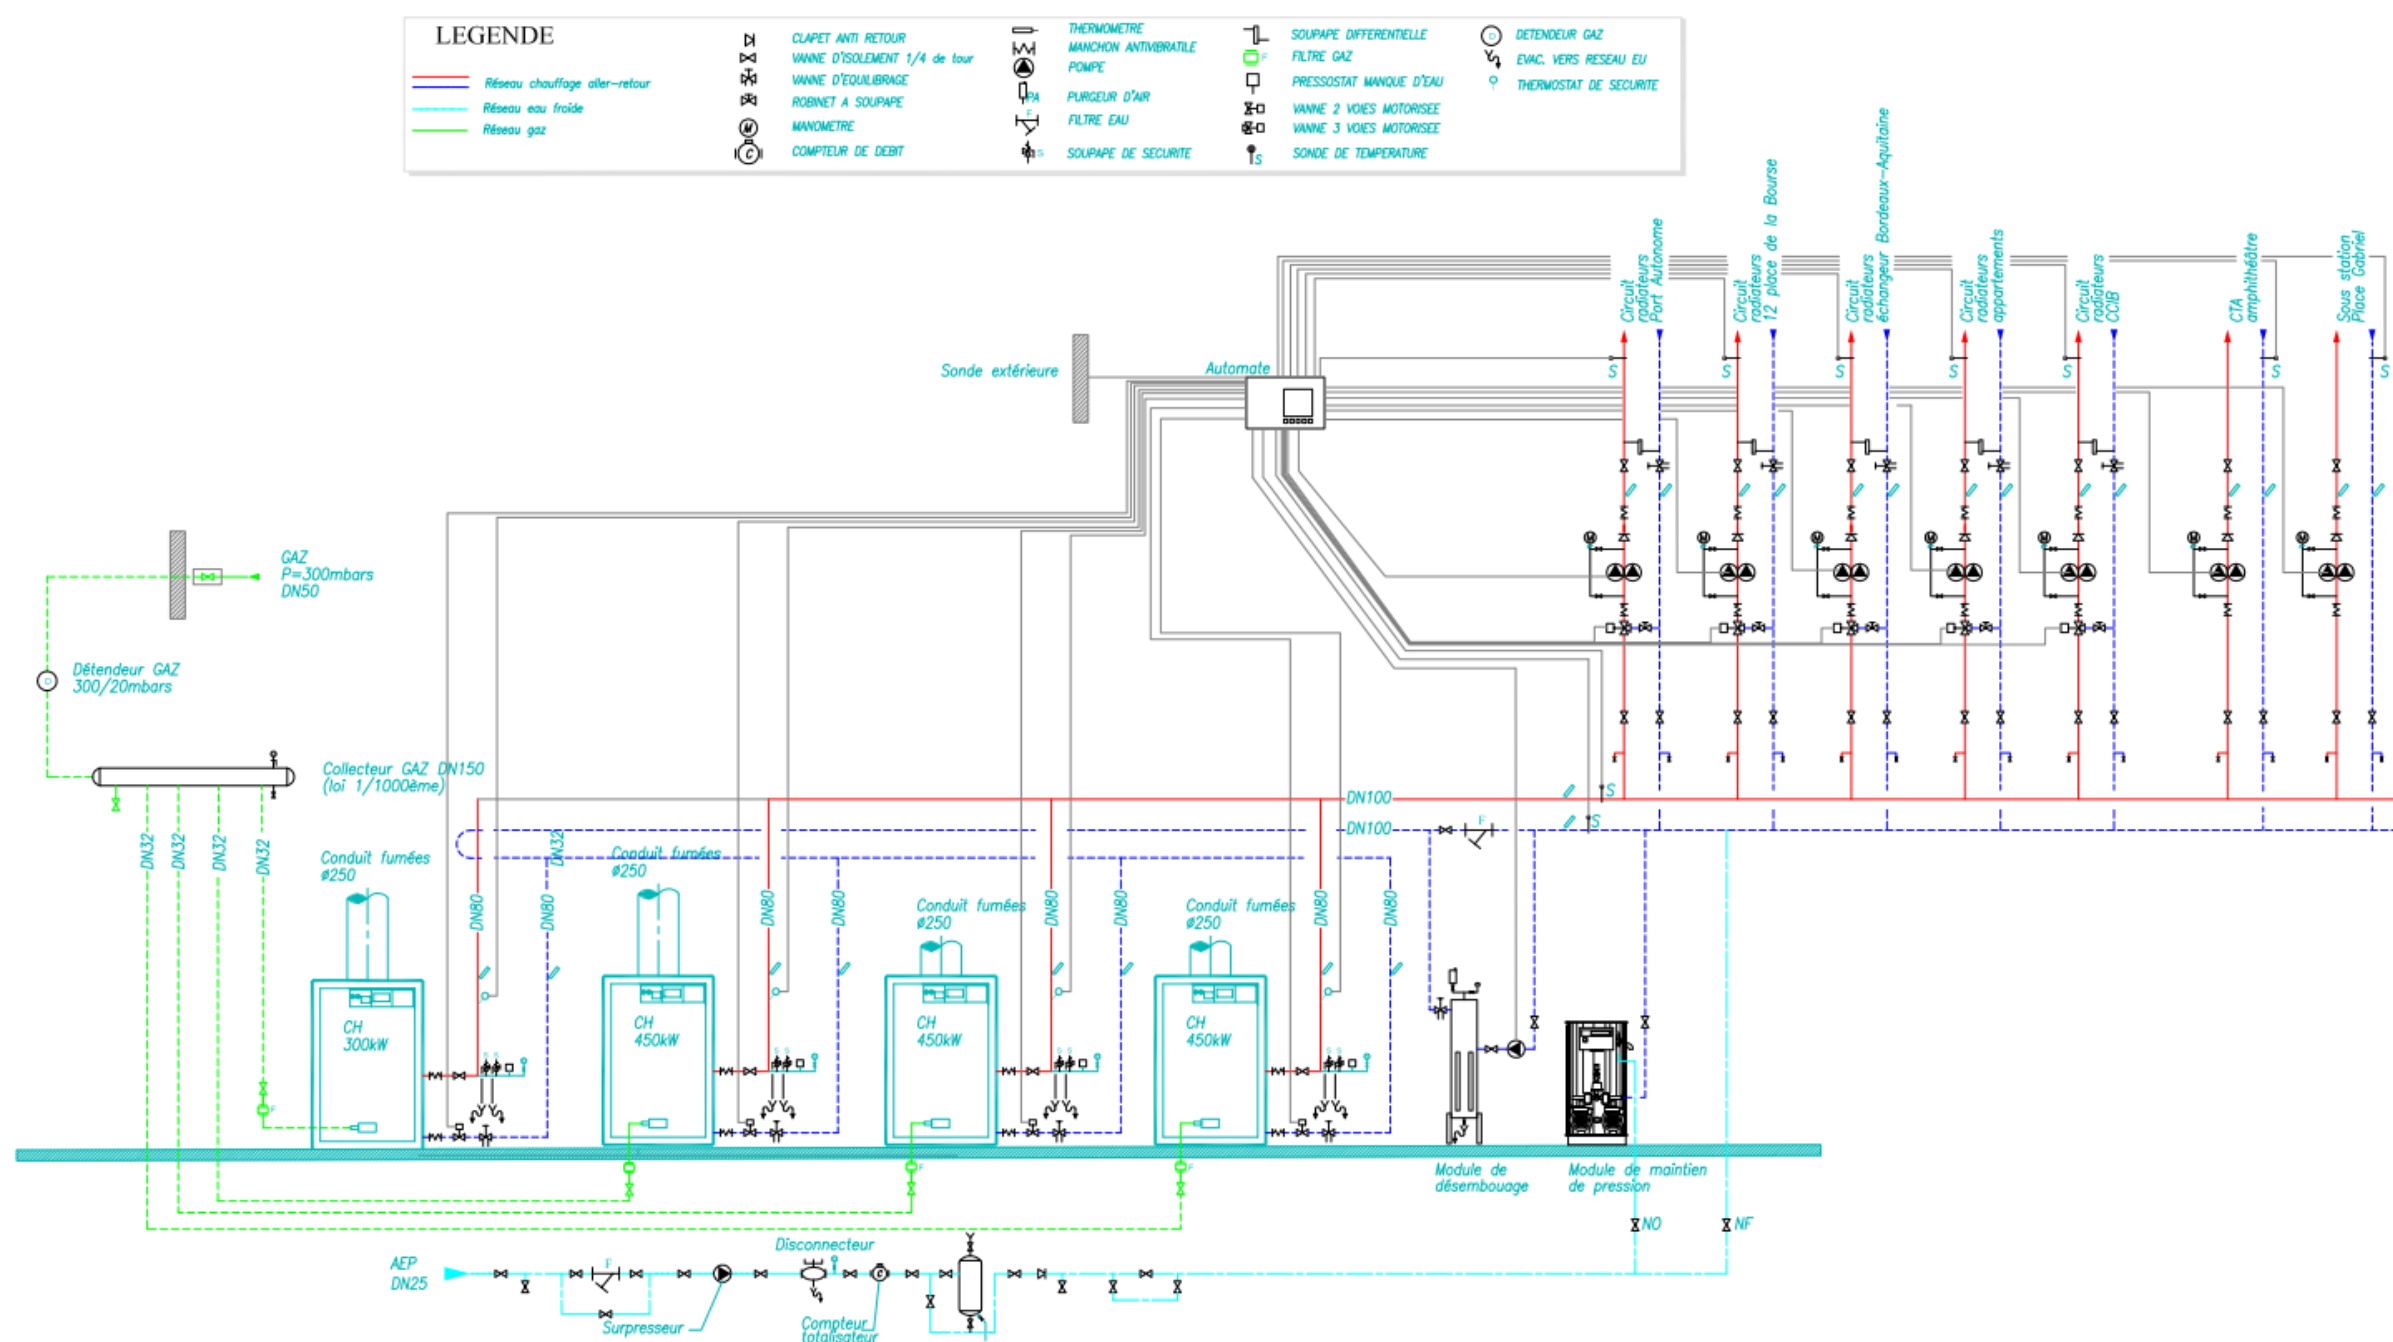 LEGENDE
Réseau chauffage aller-retour
Réseau eau froide
Réseau gaz
CLAPET ANTI RETOUR
VANNE D'ISOLEMENT 1/4 de tour
VANNE D'EQUILIBRAGE
ROBINET A SOUPAPE
M MANOMETRE
C COMPTEUR DE DEBIT
THERMOMETRE
MANCHON ANTIVIBRATILE
POMPE
PA PURGEUR D'AIR
F FILTRE EAU
S SOUPAPE DE SECURITE
SOUPAPE DIFFERENTIELLE
F FILTRE GAZ
PRESSOSTAT MANQUE D'EAU
VANNE 2 VOIES MOTORISEE
VANNE 3 VOIES MOTORISEE
S SONDE DE TEMPERATURE
D DETENDEUR GAZ
EVAC. VERS RESEAU EU
THERMOSTAT DE SECURITE
Circuit
radiateurs
Port Autonome
Circuit
radiateurs
12 place de la Bourse
Circuit
radiateurs
échangeur Bordeaux-Aquitaine
Circuit
radiateurs
appartements
Circuit
radiateurs
CCIB
CTA
amphithéâtre
Sous station
Place Gabriel
Sonde extérieure
Automate
S S S S S S S
GAZ
P=300mbars
DN50
M M M M M M M
D
Détendeur GAZ
300/20mbars
Collecteur GAZ DN150
(loi 1/1000ème)
DN100 S
DN100 F S
DN32
DN32
DN32
DN32
DN32
Conduit fumées
ø250
Conduit fumées
ø250
Conduit fumées
ø250
Conduit fumées
ø250
DN80
DN80
DN80
DN80
DN80
DN80
DN80
DN80
CH
300kW
CH
450kW
CH
450kW
CH
450kW
S S
S S
S S
S S
F
F
F
F
Module de
désembouage
Module de maintien
de pression
NO
NF
AEP
DN25
F
Surpresseur
Disconnecteur
C
Compteur
totalisateur